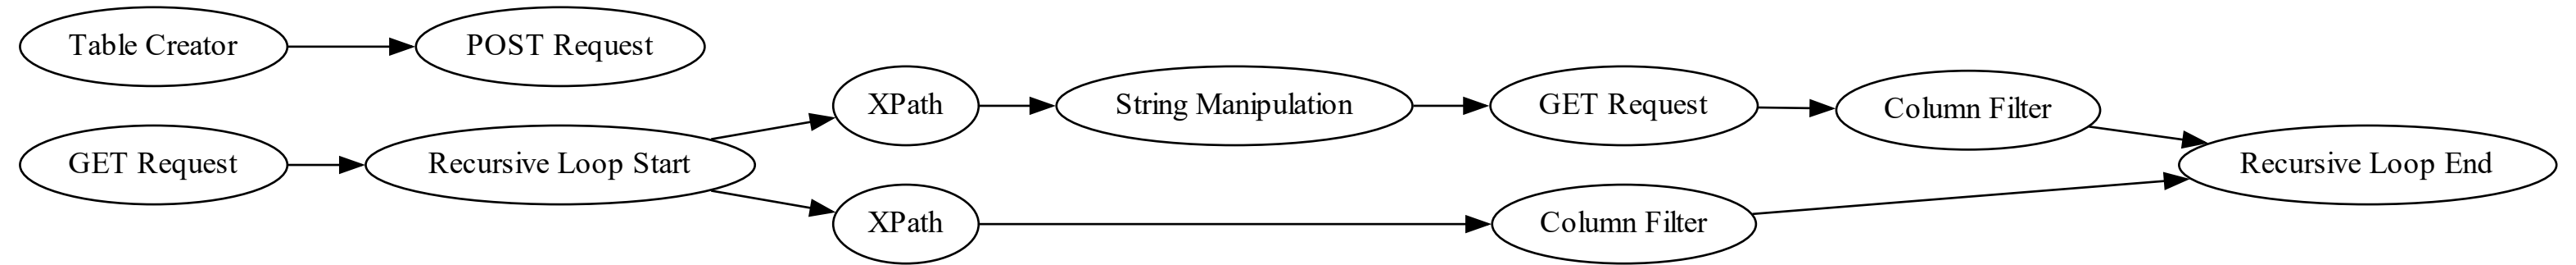 Table Creator
POST Request
GET Request
Recursive Loop Start
XPath
String Manipulation
GET Request
Column Filter
XPath
Column Filter
Recursive Loop End